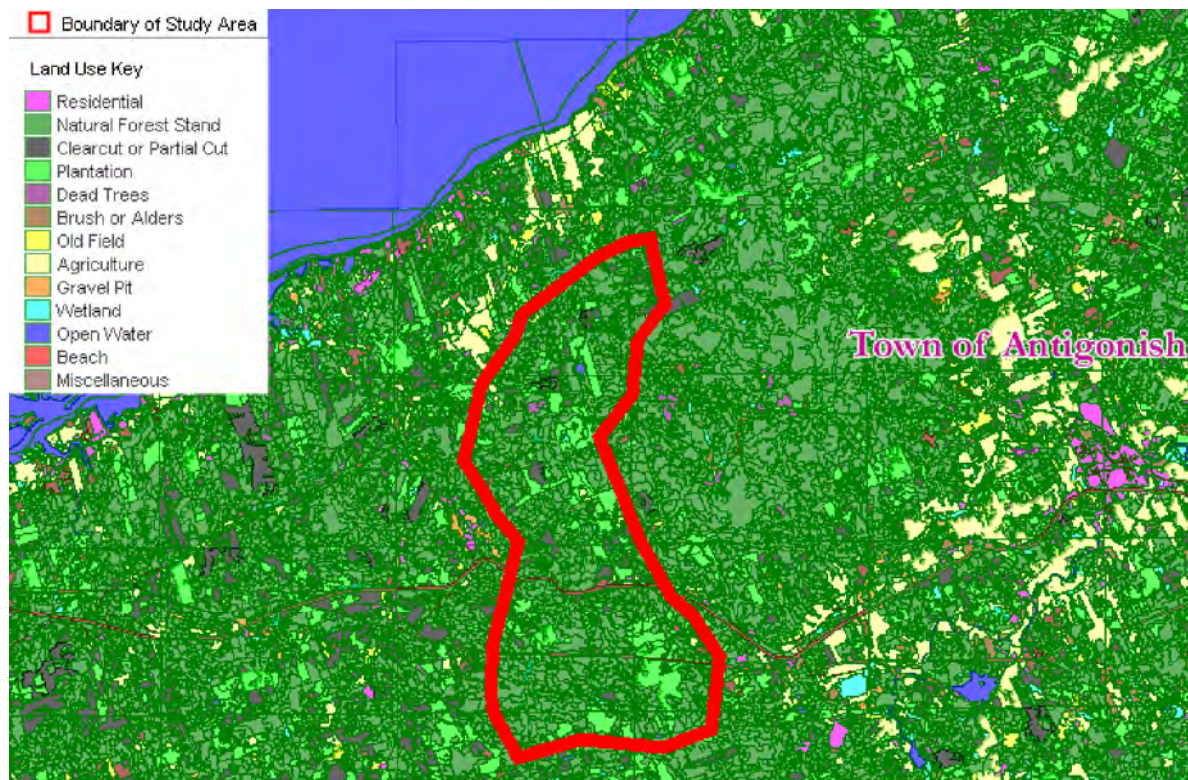 Boundary of Study Area
Land Use Key
Residential
Natural Forest Stand
Clearcut or Partial Cut
Plantation
Dead Trees
Brush or Alders
Old Field
Agriculture
Gravel Pit
Wetland
Open Water
Beach
Miscellaneous
Town of Antigonish